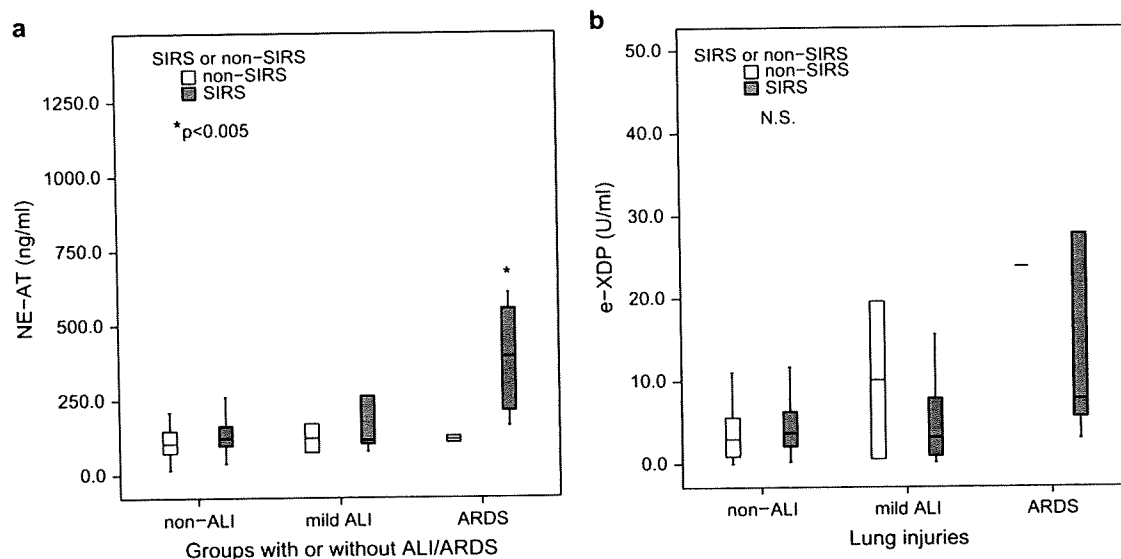 a
SIRS or non-SIRS
non-SIRS
SIRS
*p<0.005
1250.0
1000.0
750.0
500.0
250.0
0.0
NE-AT (ng/ml)
*
non-ALI
mild ALI
ARDS
Groups with or without ALI/ARDS
b
SIRS or non-SIRS
non-SIRS
SIRS
N.S.
50.0
40.0
30.0
20.0
10.0
0.0
e-XDP (U/ml)
non-ALI
mild ALI
ARDS
Lung injuries